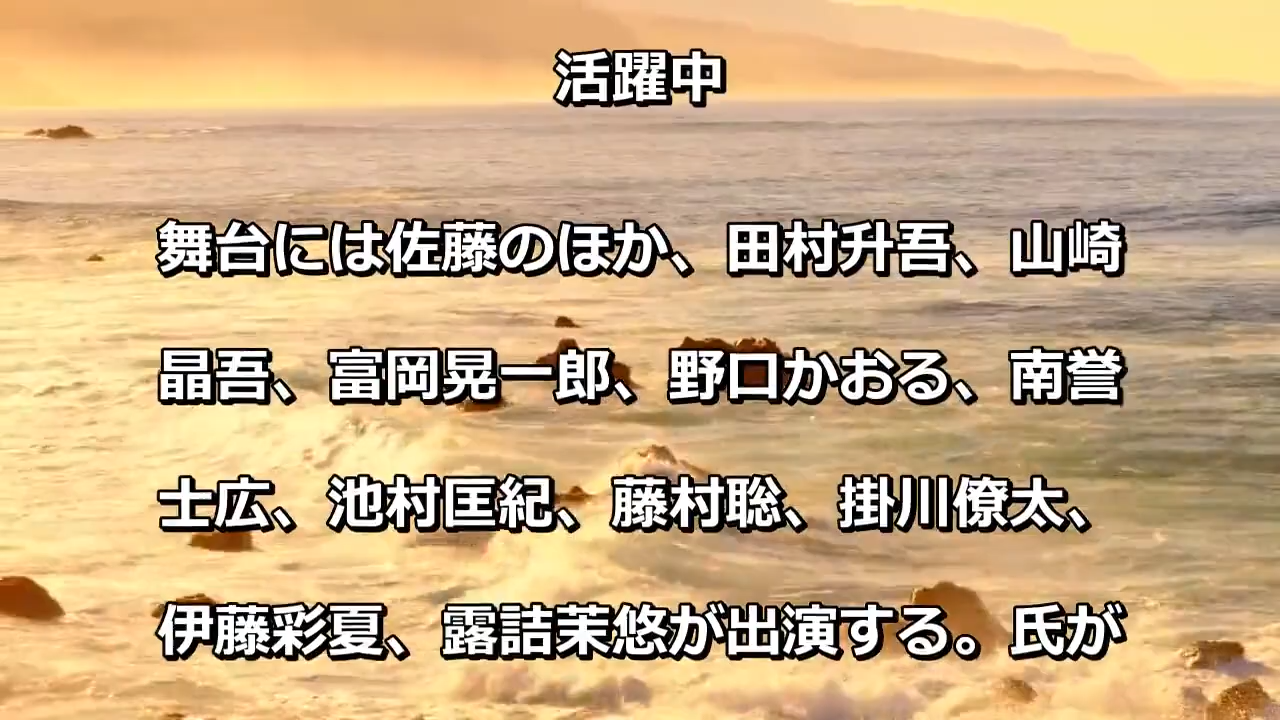 活躍中
舞台には佐藤のほか、田村升吾、山崎
晶吾、富岡晃一郎、野口かおる、南誉
士広、池村匡紀、藤村聡、掛川僚太、
伊藤彩夏、露詰茉悠が出演する。氏が